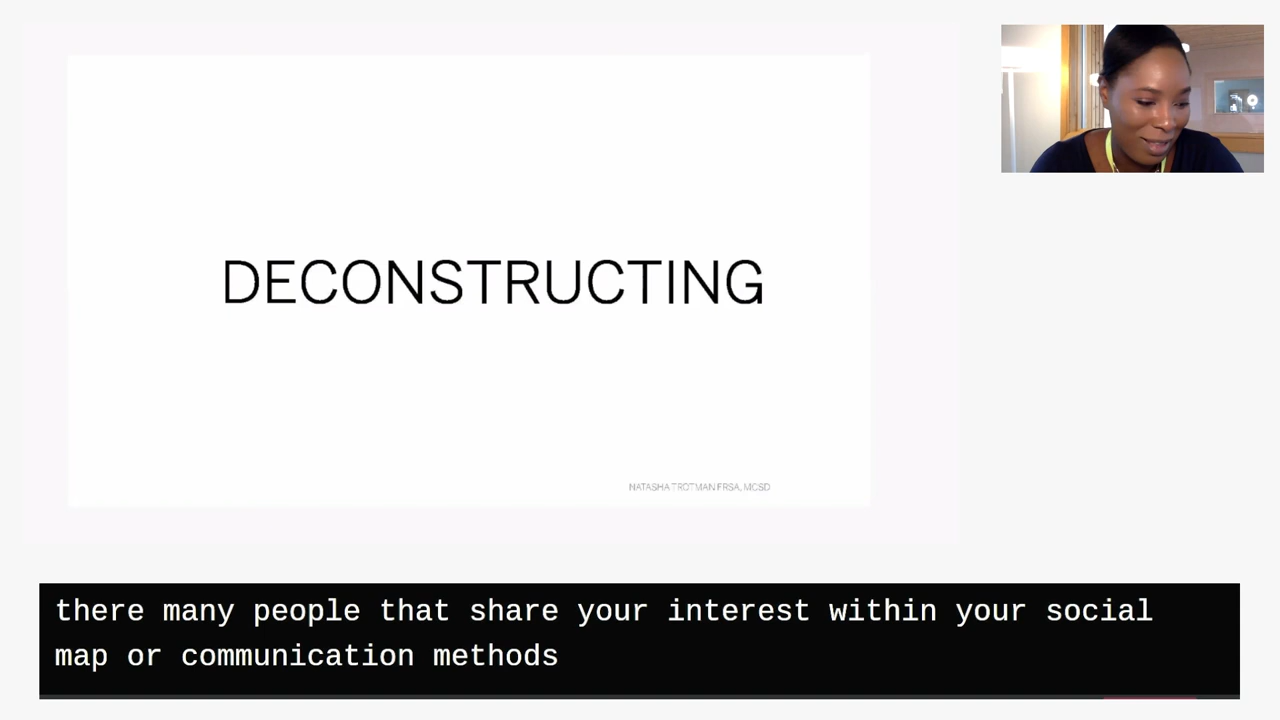 DECONSTRUCTING
NATASHA TROTMAN FRSA, MCSD
there many people that share your interest within your social
map or communication methods